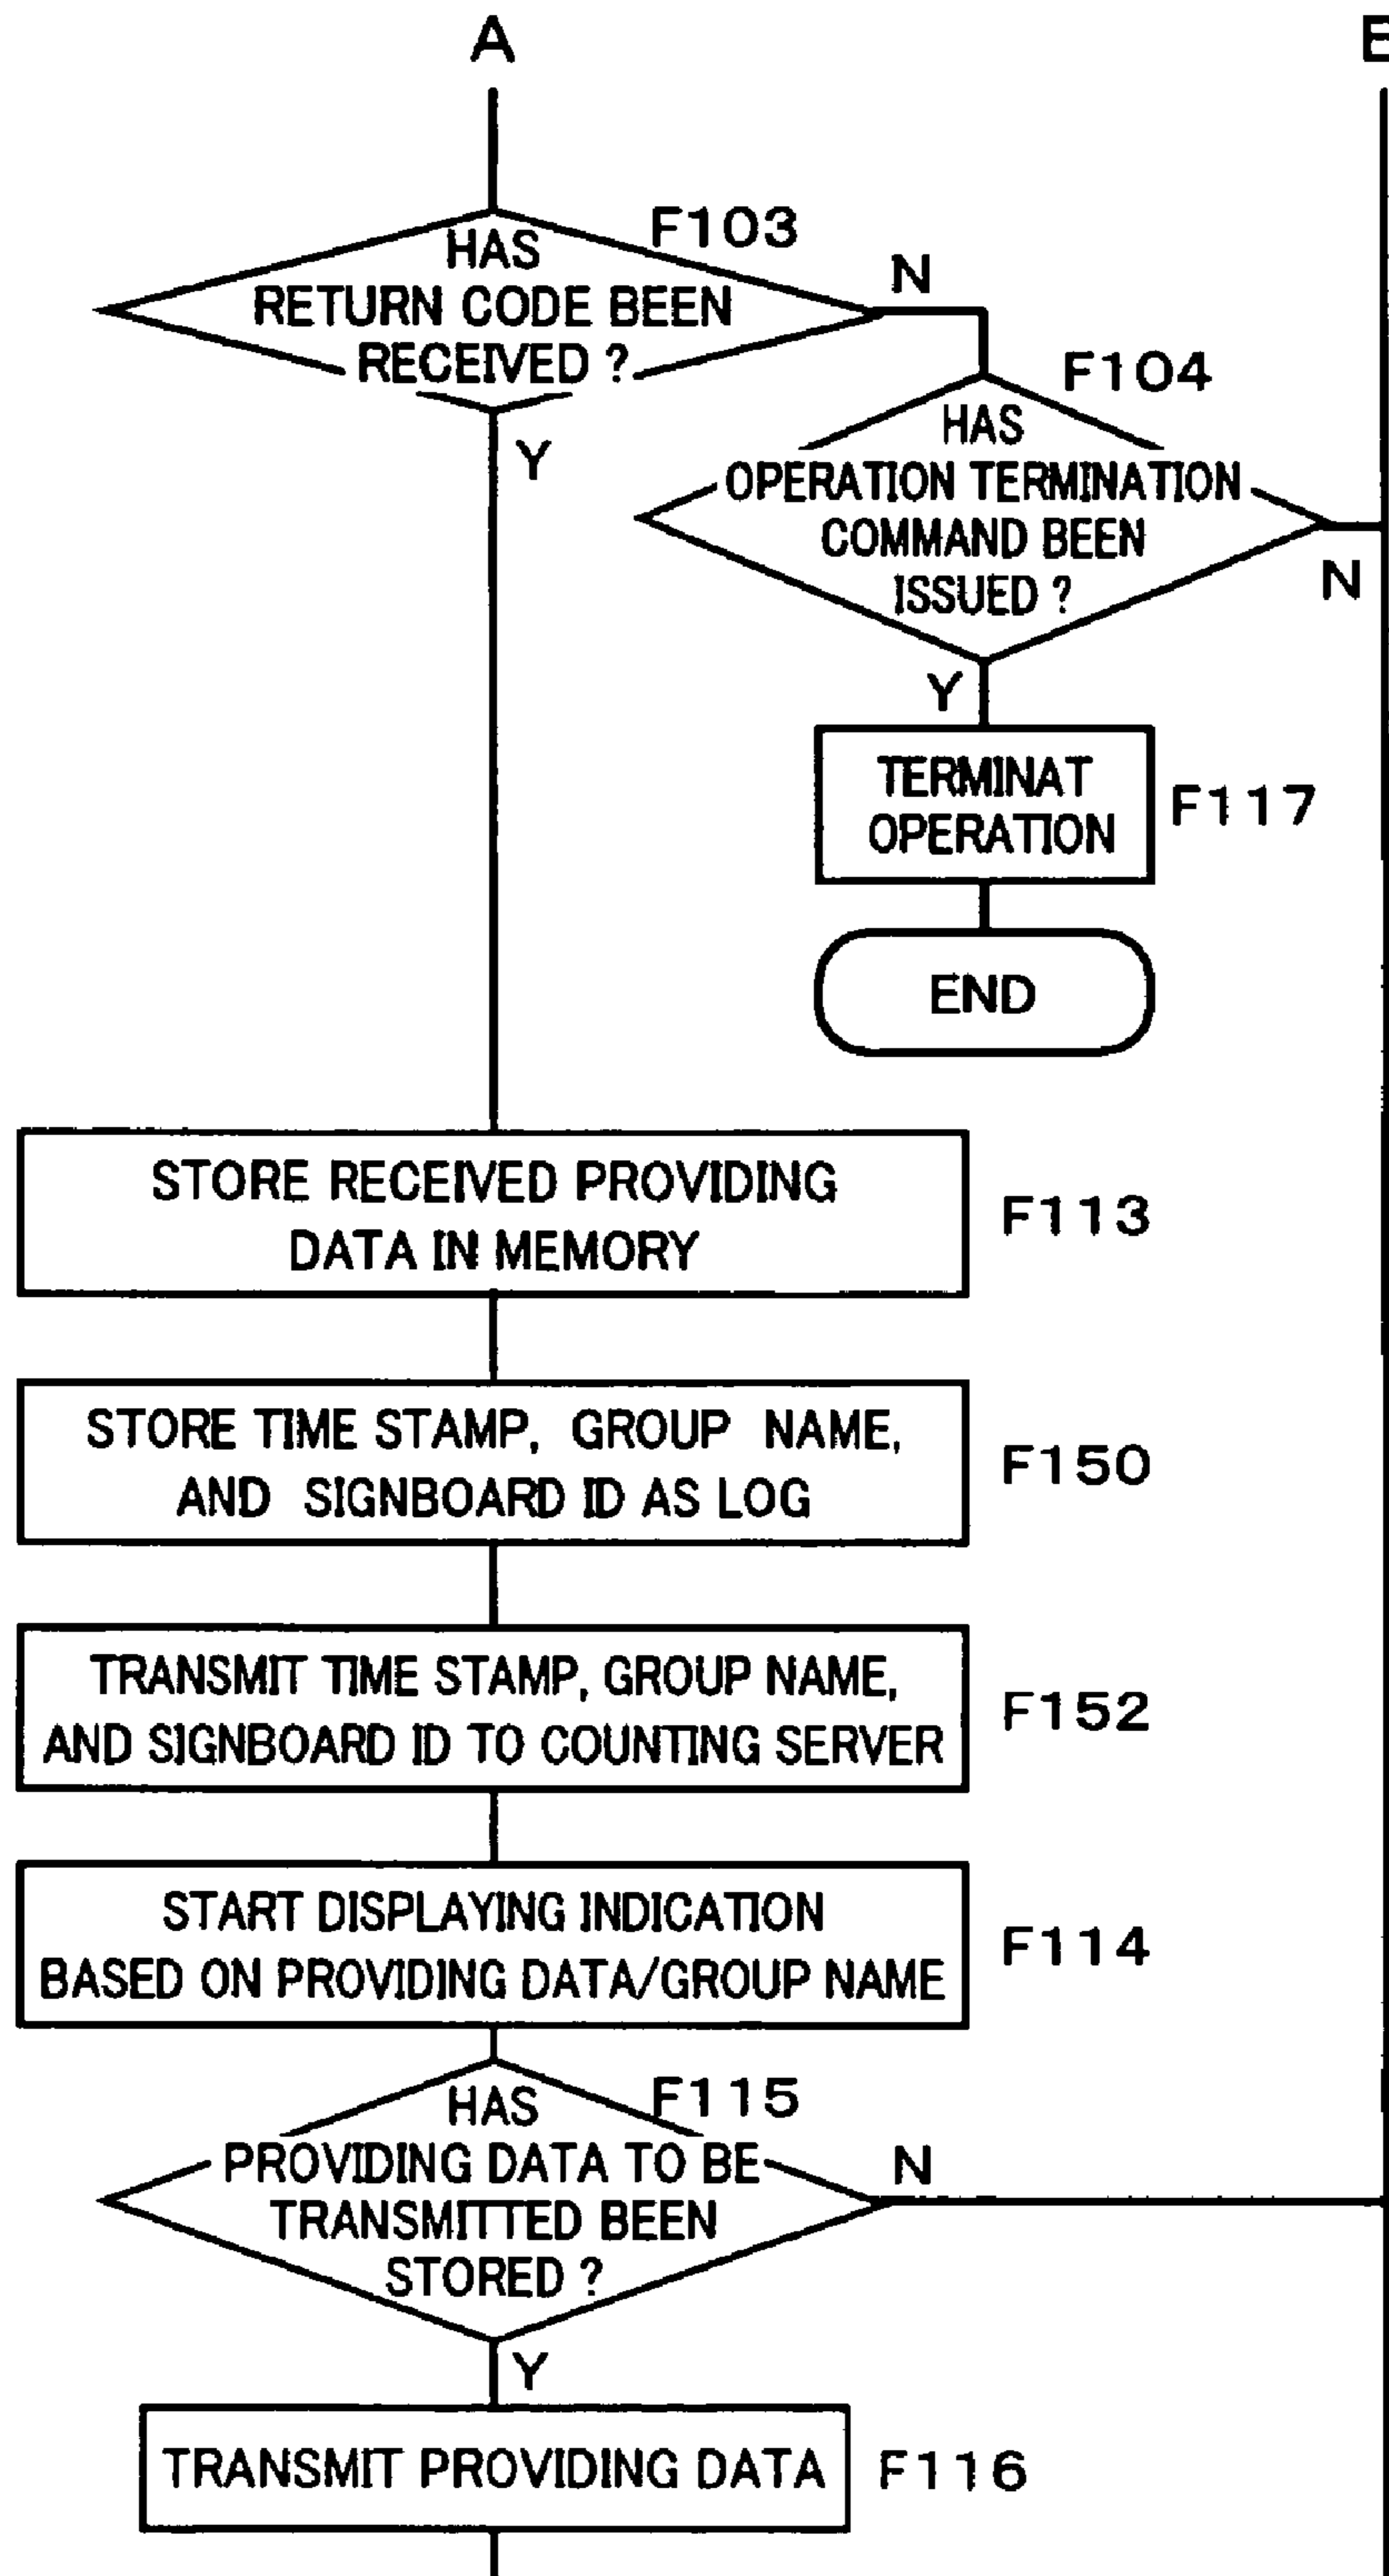 A
HAS
RETURN CODE BEEN
RECEIVED ?
F103
N
Y
F104
HAS
OPERATION TERMINATION
COMMAND BEEN
ISSUED ?
N
Y
TERMINAT
OPERATION
F117
END
STORE RECEIVED PROVIDING
DATA IN MEMORY
F113
STORE TIME STAMP, GROUP NAME,
AND SIGNBOARD ID AS LOG
F150
TRANSMIT TIME STAMP, GROUP NAME,
AND SIGNBOARD ID TO COUNTING SERVER
F152
START DISPLAYING INDICATION
BASED ON PROVIDING DATA/GROUP NAME
F114
F115
HAS
PROVIDING DATA TO BE
TRANSMITTED BEEN
STORED ?
N
Y
TRANSMIT PROVIDING DATA
F116